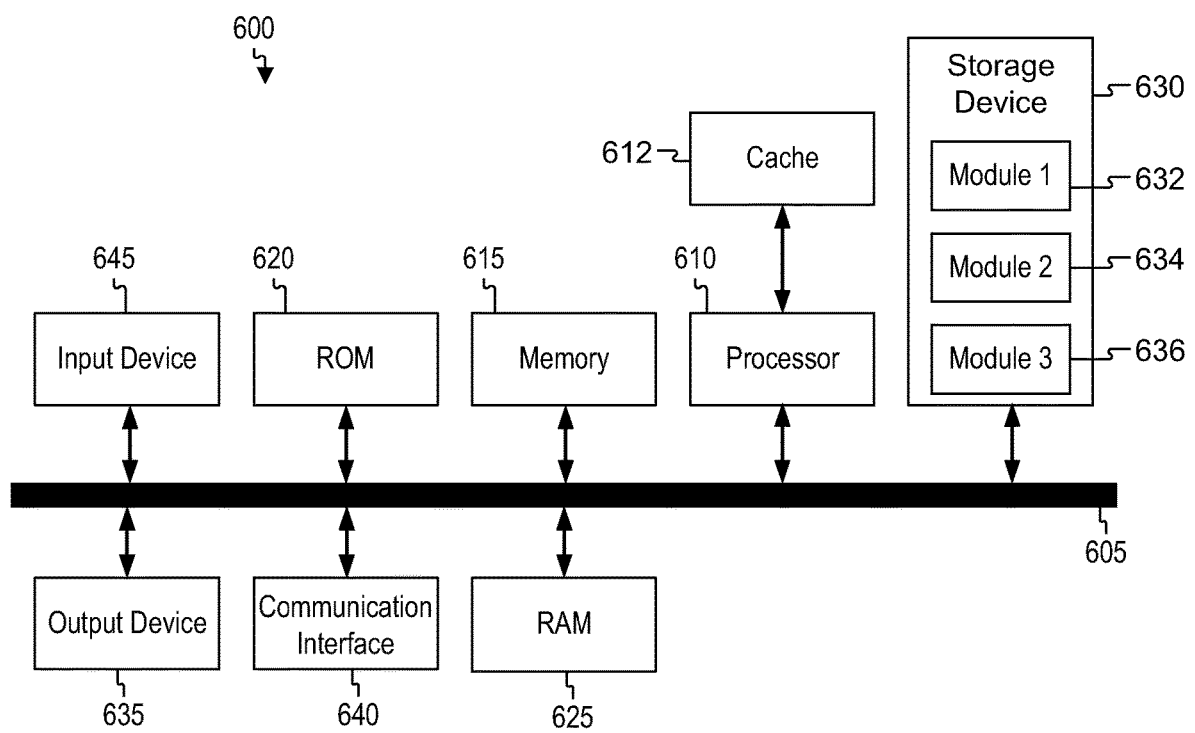 600
Storage
Device
630
612
Cache
Module 1
632
Module 2
634
645
620
615
610
Input Device
ROM
Memory
Processor
Module 3
636
605
Output Device
Communication
Interface
RAM
635
640
625